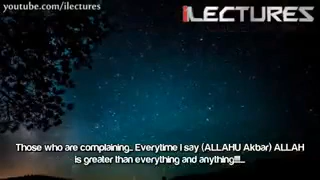 youtube.com/ilectures
iLECTURES
Those who are complaining.. Everytime I say (ALLAHU Akbar) ALLAH
is greater than everything and anything!!!..